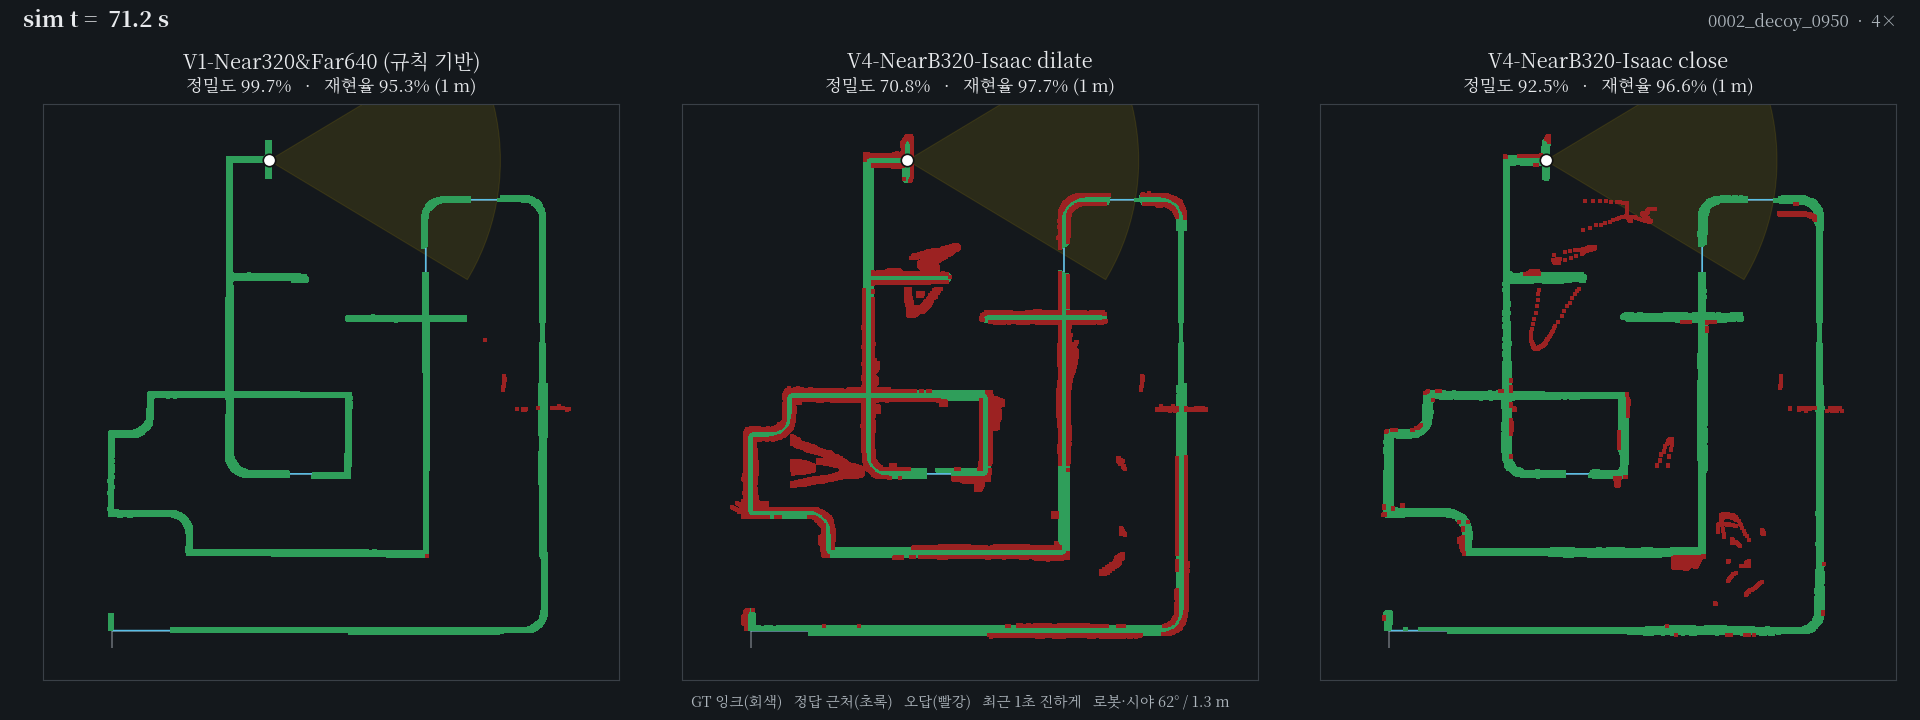 sim t = 71.2 s
0002_decoy_0950 · 4×
V1-Near320&Far640 (규칙 기반)
정밀도 99.7% · 재현율 95.3% (1 m)
V4-NearB320-Isaac dilate
정밀도 70.8% · 재현율 97.7% (1 m)
V4-NearB320-Isaac close
정밀도 92.5% · 재현율 96.6% (1 m)
GT 잉크(회색) 정답 근처(초록) 오답(빨강) 최근 1초 진하게 로봇·시야 62° / 1.3 m